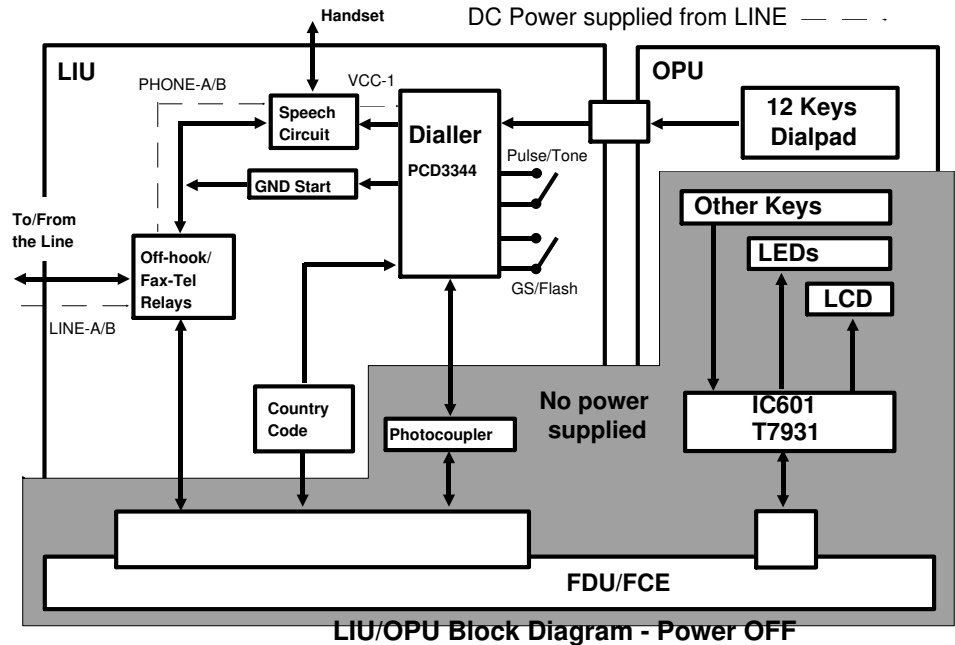 Handset
DC Power supplied from LINE
LIU
OPU
PHONE-A/B
VCC-1
Speech
Circuit
Dialler
PCD3344
12 Keys
Dialpad
Pulse/Tone
GND Start
Other Keys
To/From
the Line
Off-hook/
Fax-Tel
Relays
LEDs
GS/Flash
LCD
LINE-A/B
Country
Code
No power
supplied
IC601
T7931
Photocoupler
FDU/FCE
LIU/OPU Block Diagram - Power OFF